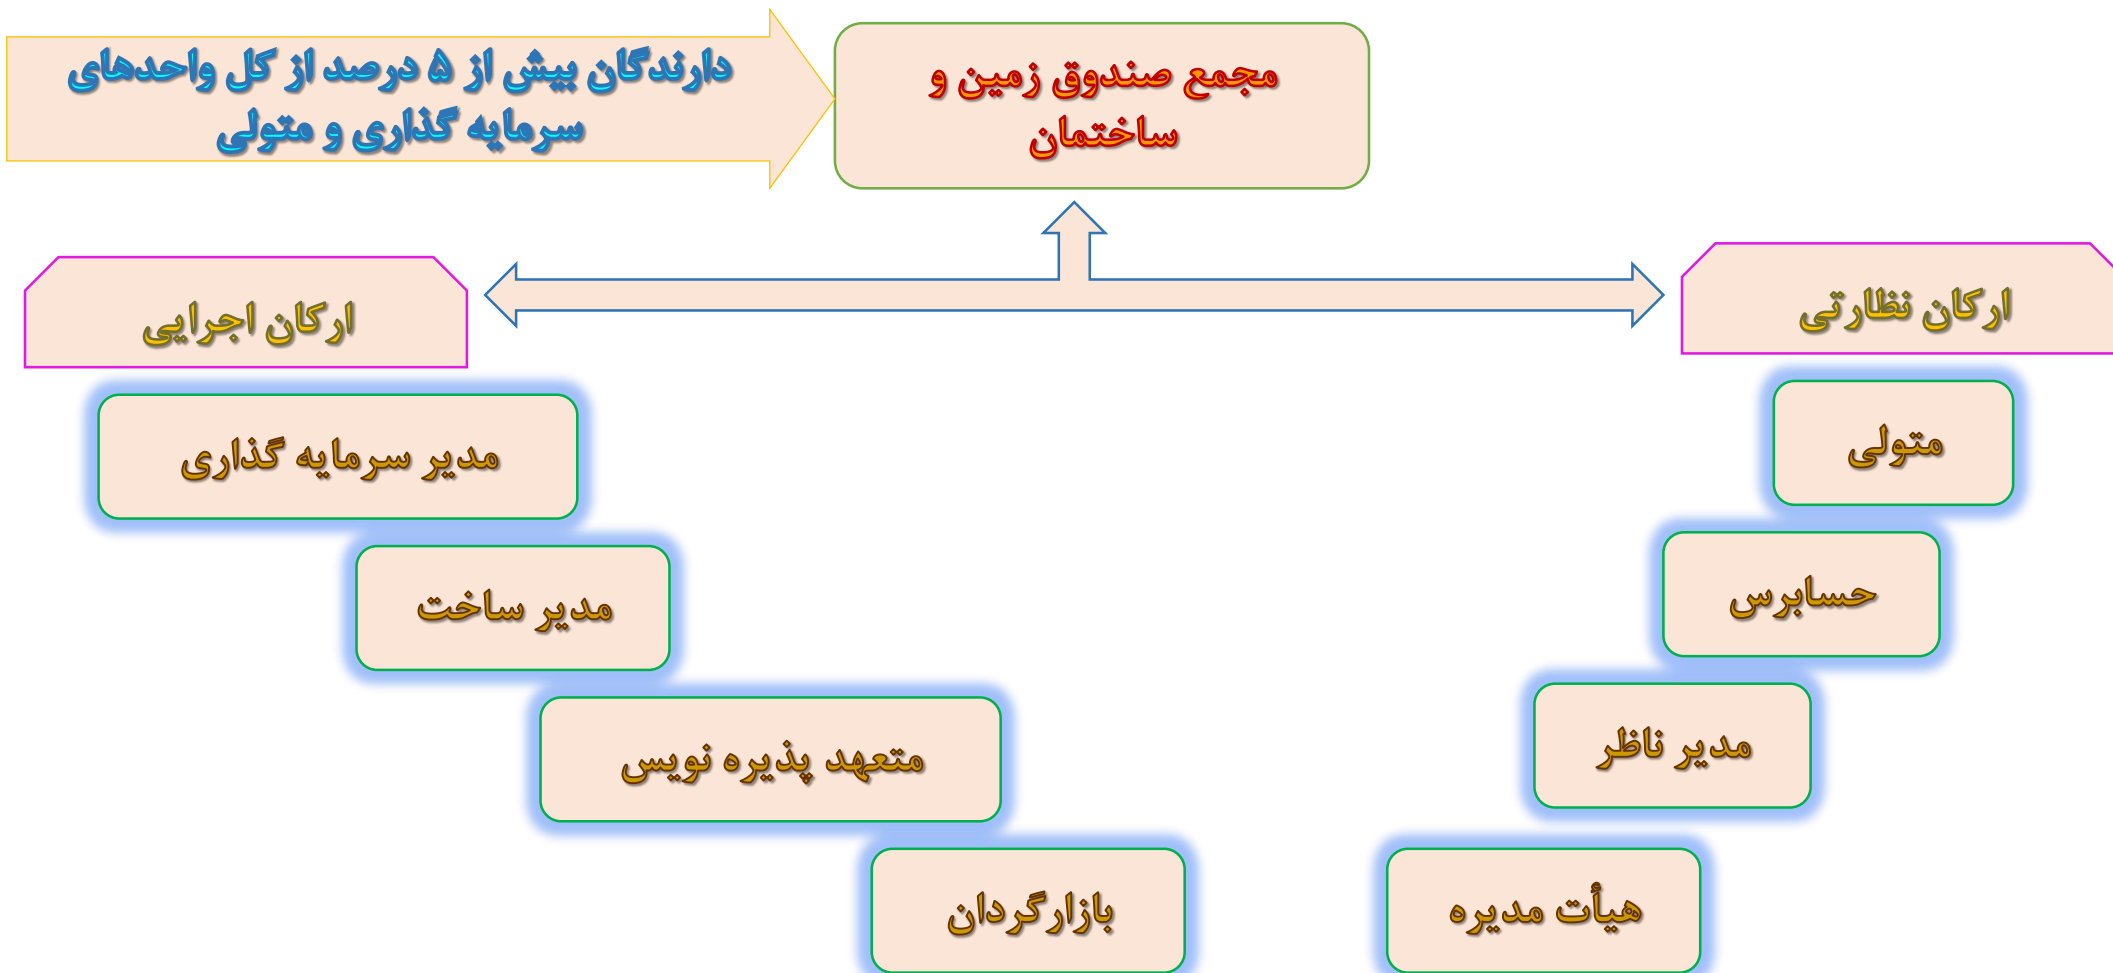 مجمع صندوق زمین و
ساختمان
دارندگان بیش از ۵ درصد از کل واحدهای
سرمایه گذاری و متولی
ارکان نظارتی
متولی
حسابرس
مدیر ناظر
هیأت مدیره
ارکان اجرایی
مدیر سرمایه گذاری
مدیر ساخت
متعهد پذیره نویس
بازارگردان